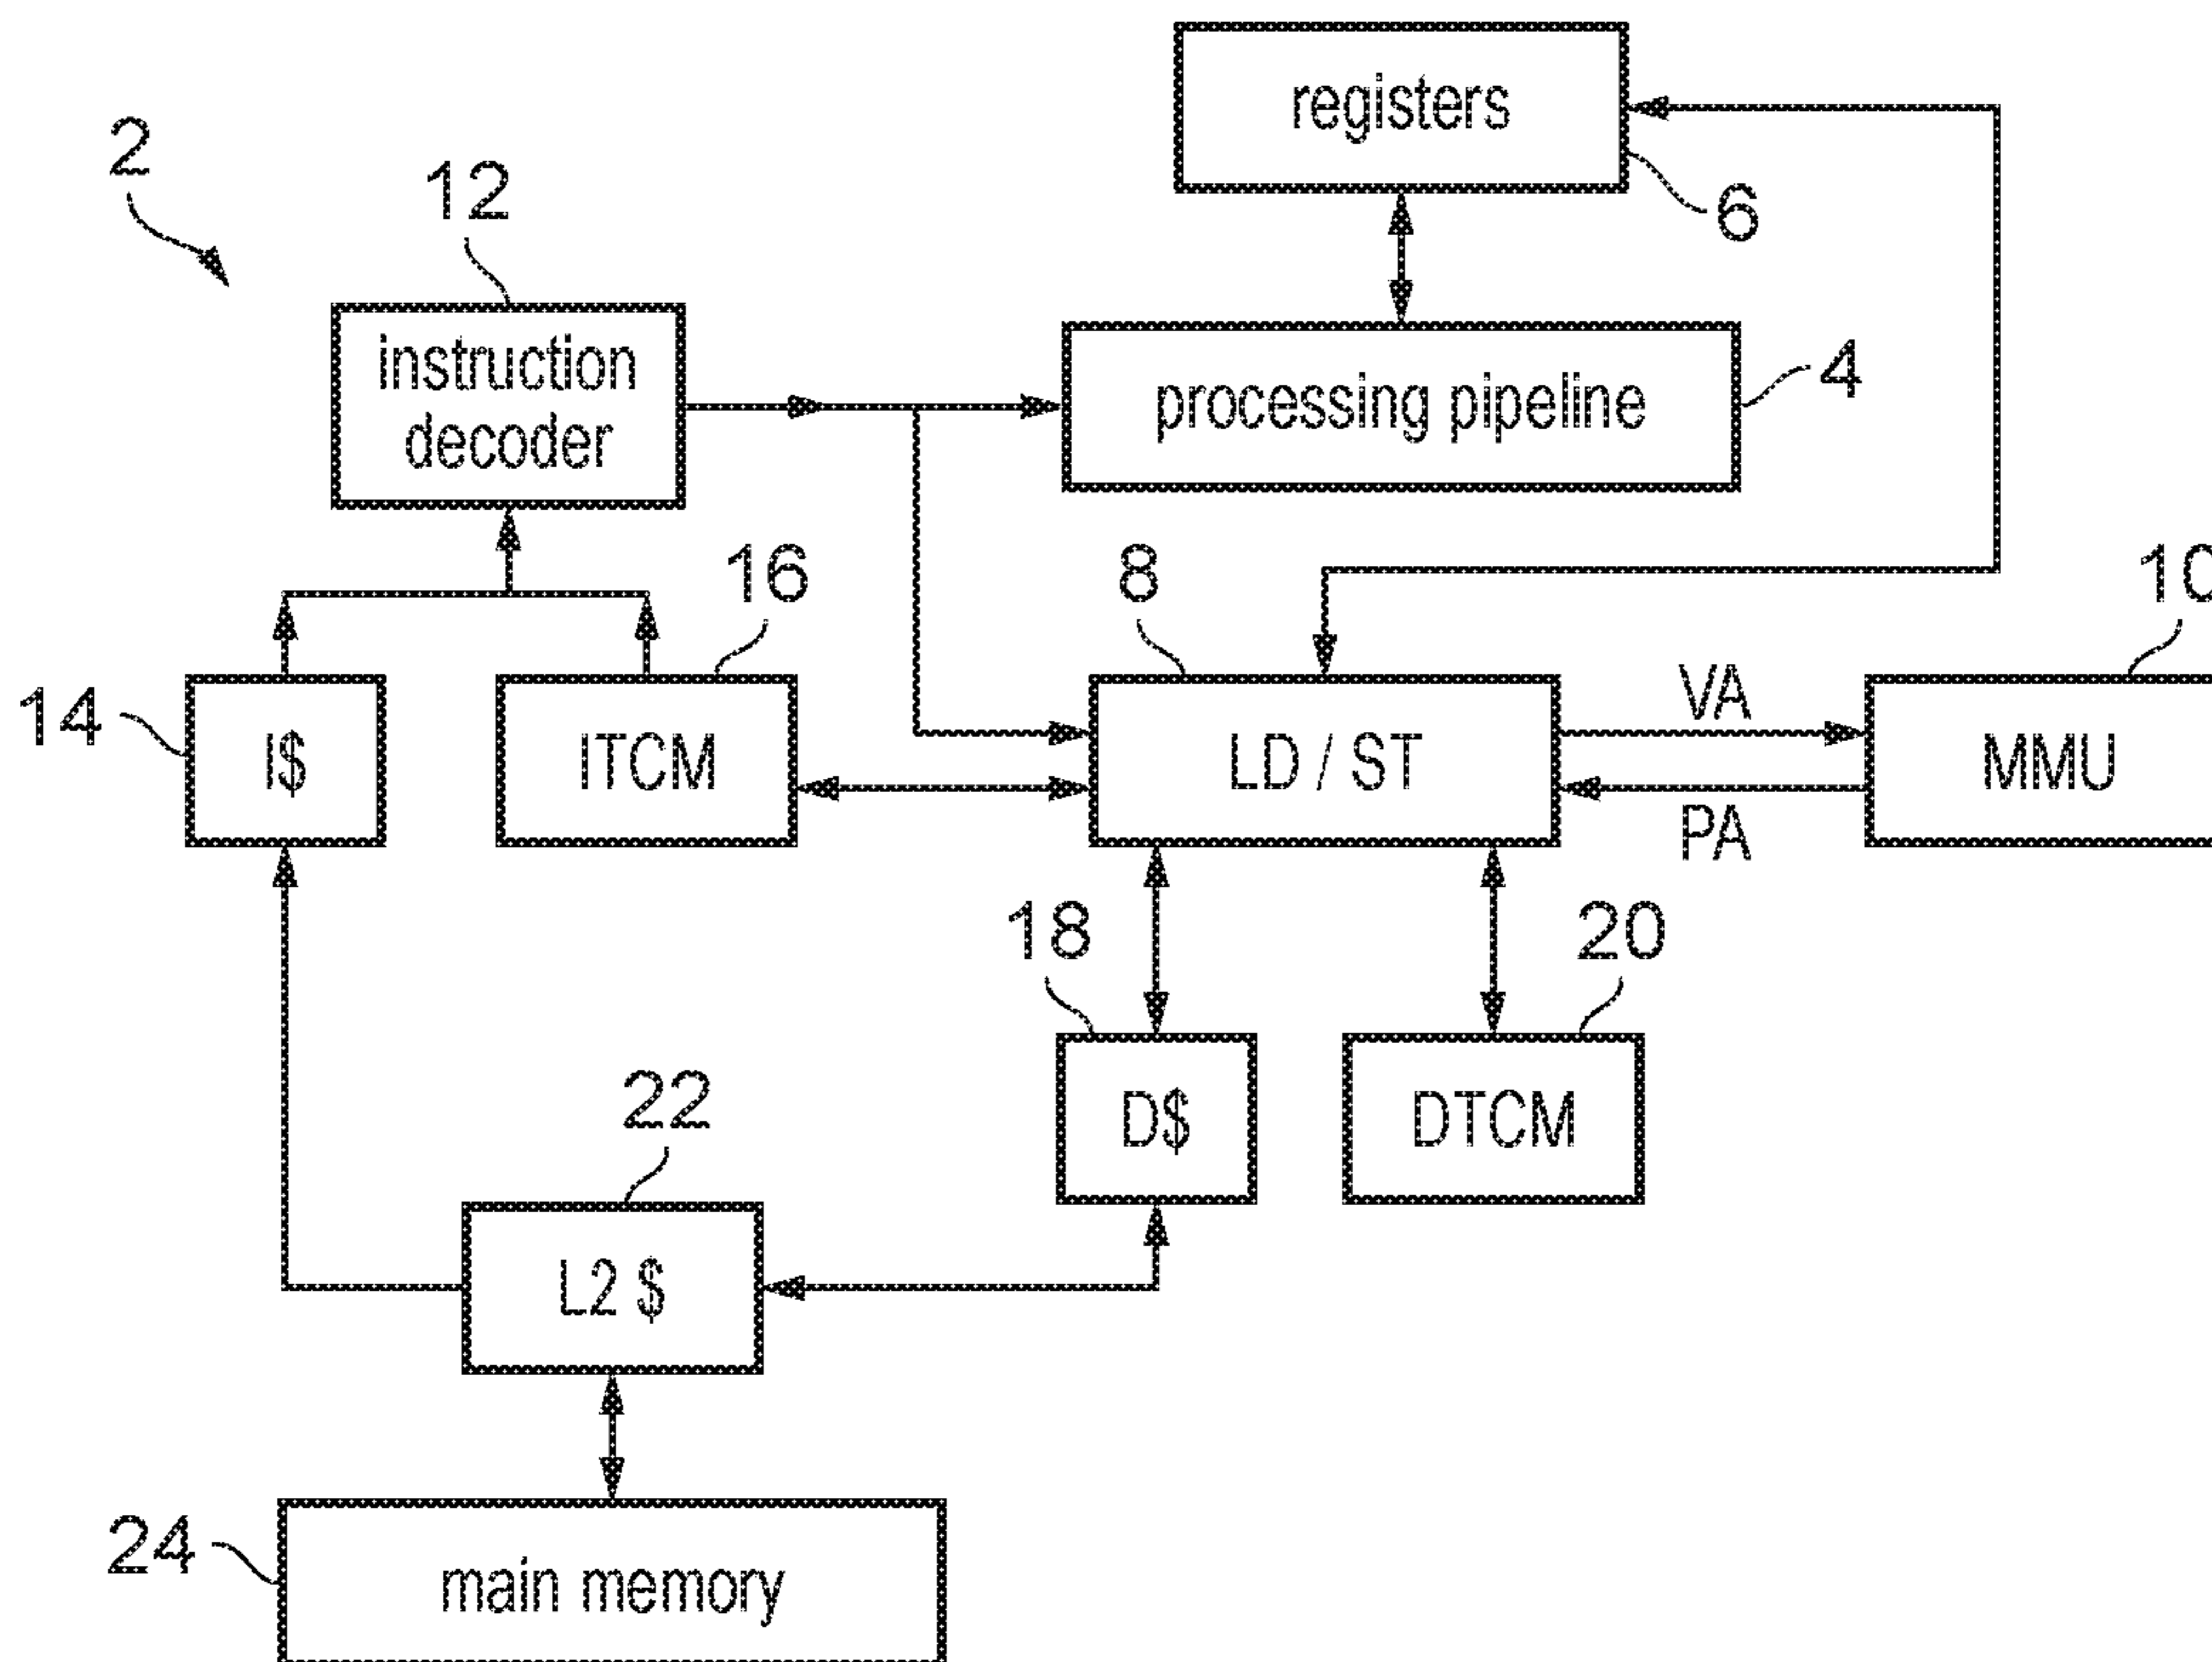 registers
2
12
6
instruction
decoder
processing pipeline
4
16
8
10
14
I$
ITCM
LD / ST
VA
PA
MMU
18
20
D$
DTCM
22
L2 $
24
main memory